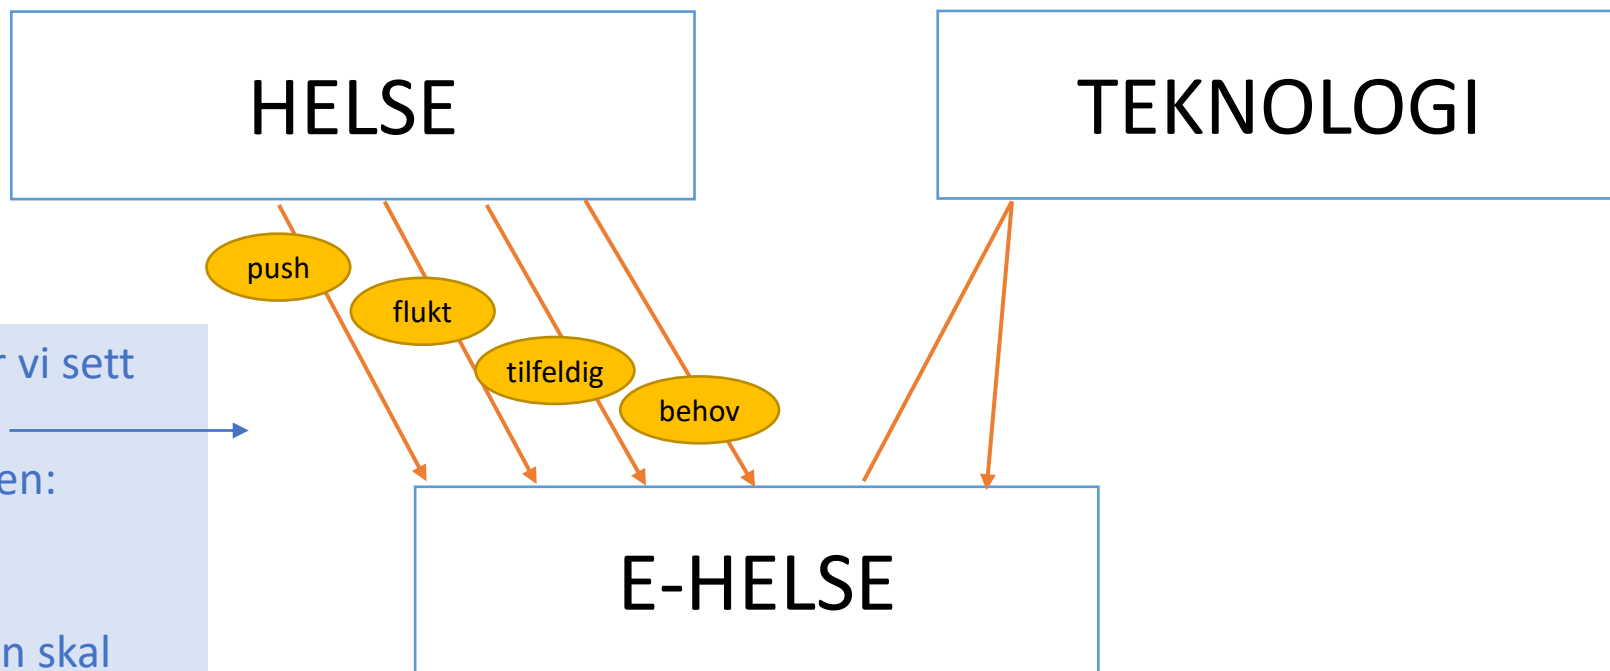 HELSE
TEKNOLOGI
push
flukt
tilfeldig
behov
vi sett
en:
skal
E-HELSE